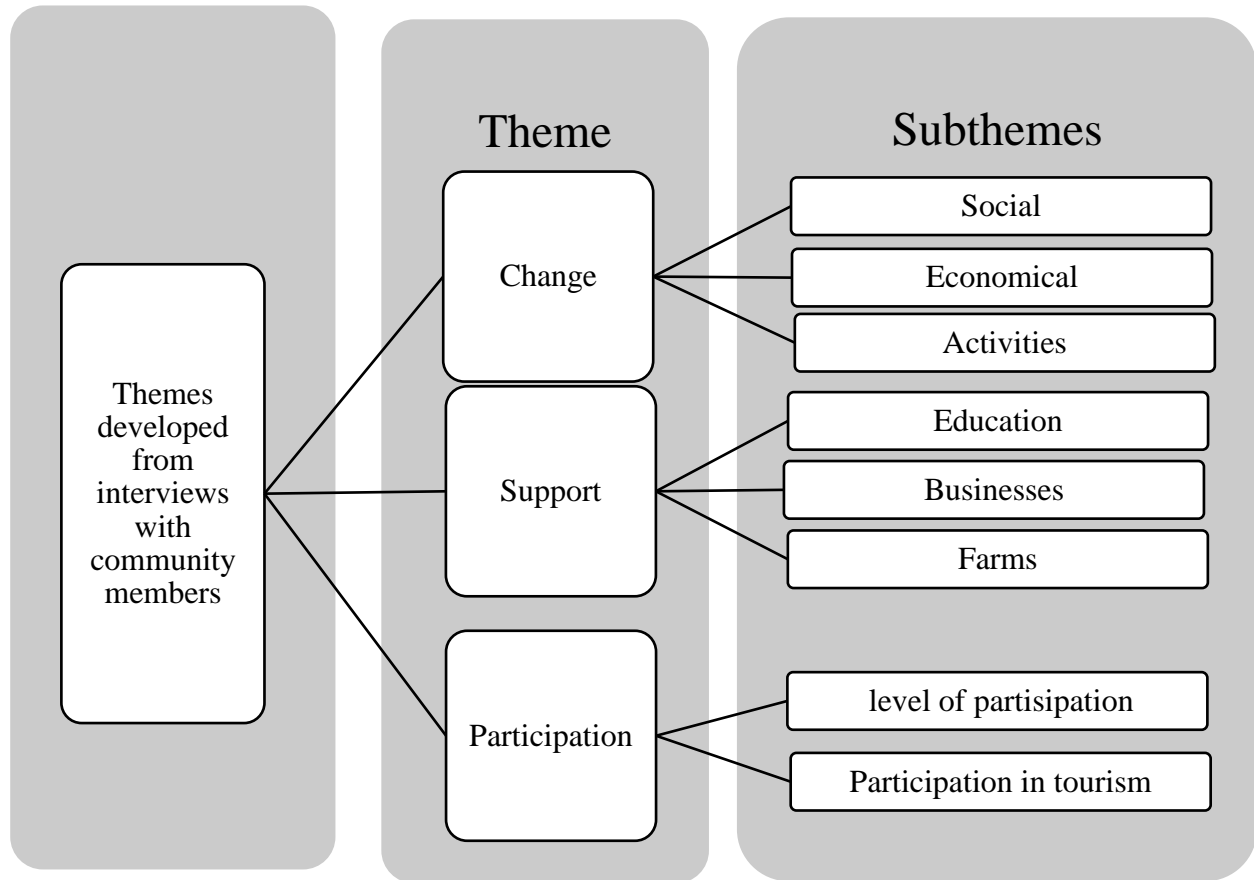 Theme
Subthemes
Themes
developed
from
interviews
with
community
members
Change
Social
Economical
Activities
Support
Education
Businesses
Farms
Participation
level of partisipation
Participation in tourism